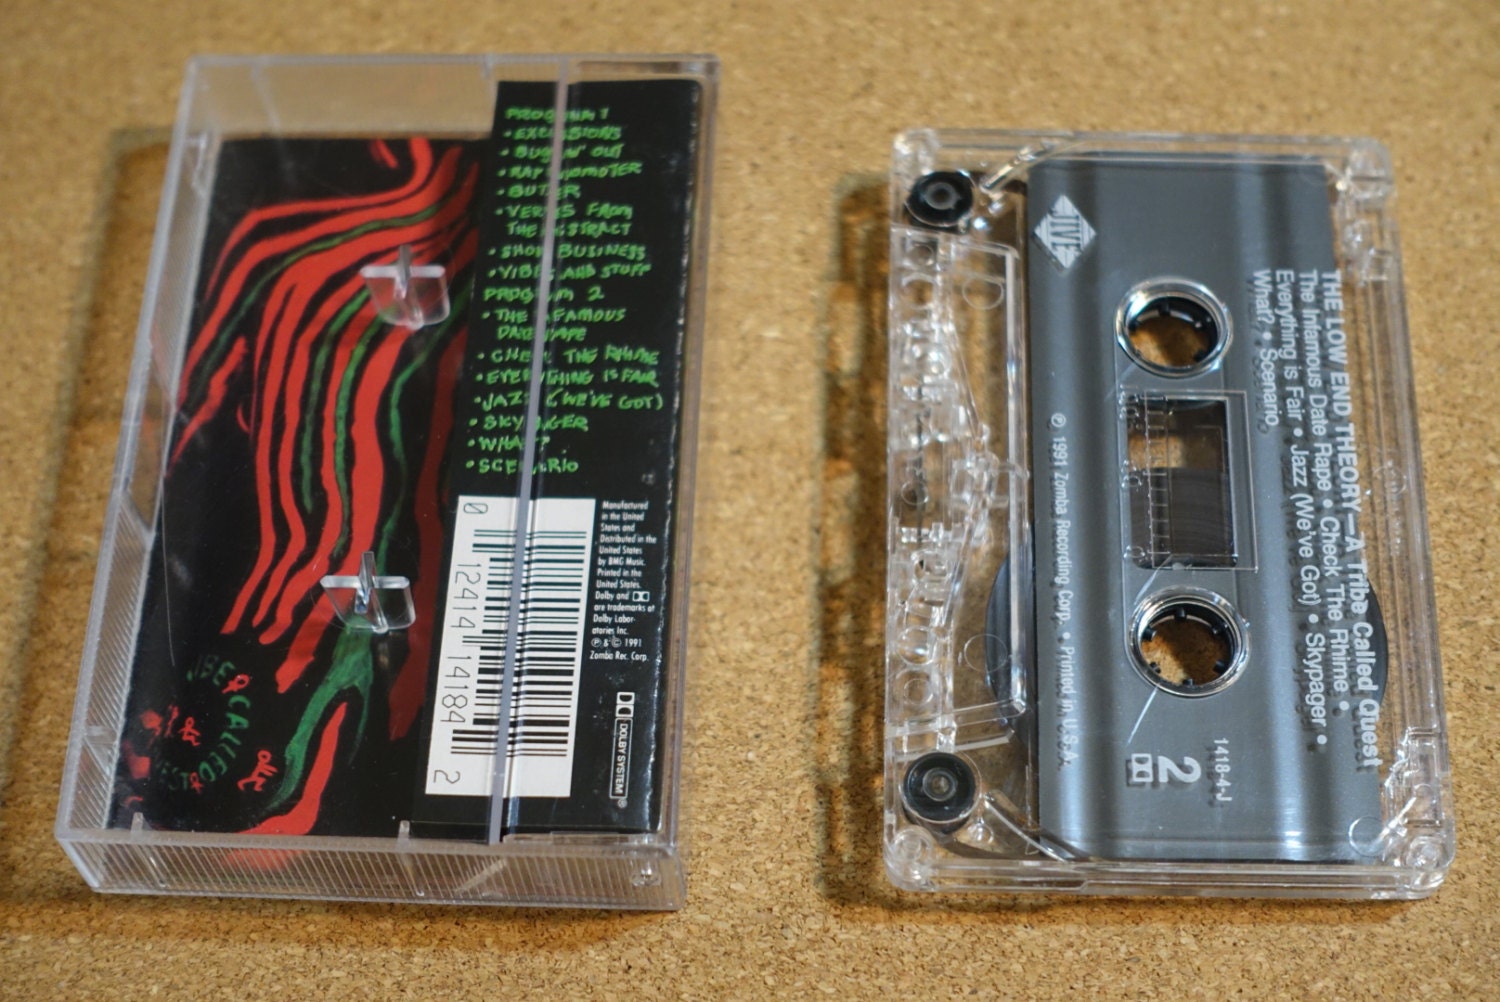 PROGRAM 1
• EXCURSIONS
• BUGGIN' OUT
• RAP PROMOTER
• BUTTER
• VERSES FROM
THE ABSTRACT
• SHOW BUSINESS
• VIBES AND STUFF
PROGRAM 2
• THE INFAMOUS
DATE RAPE
• CHECK THE RHIME
• EVERYTHING IS FAIR
• JAZZ (WE'VE GOT)
• SKYPAGER
• WHAT?
• SCENARIO
Manufactured
in the United
States and
Distributed in the
United States
by BMG Music.
Printed in the
United States.
Dolby and
are trademarks of
Dolby Labor-
atories Inc.
℗ & © 1991
Zomba Rec. Corp.
0 12414 14184 2
DOLBY SYSTEM ®
CALLED
JIVE
THE LOW END THEORY—A Tribe Called Quest
The Infamous Date Rape • Check The Rhime •
Everything is Fair • Jazz (We've Got) • Skypager •
What? • Scenario
1418-4-J
2
℗ 1991 Zomba Recording Corp. • Printed in U.S.A.